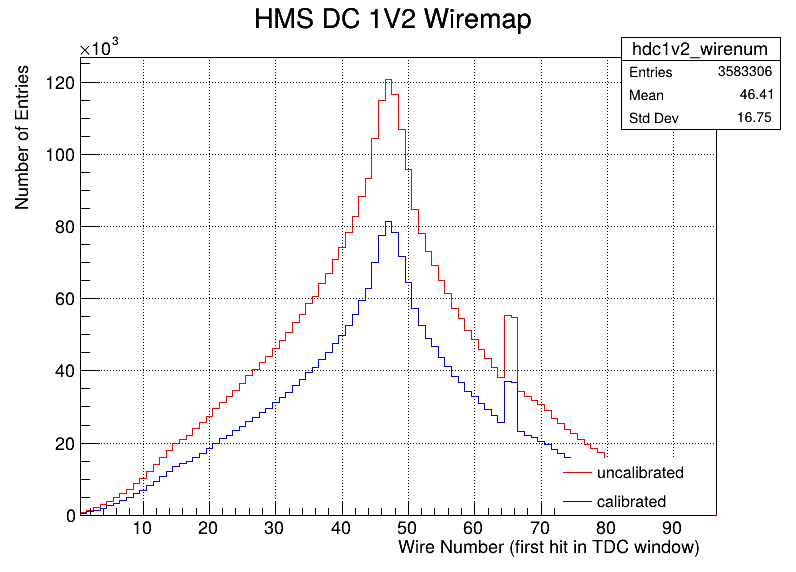 HMS DC 1V2 Wiremap
×10³
hdc1v2_wirenum
Entries 3583306
Mean 46.41
Std Dev 16.75
Number of Entries
120
100
80
60
40
20
0
10 20 30 40 50 60 70 80 90
uncalibrated
calibrated
Wire Number (first hit in TDC window)